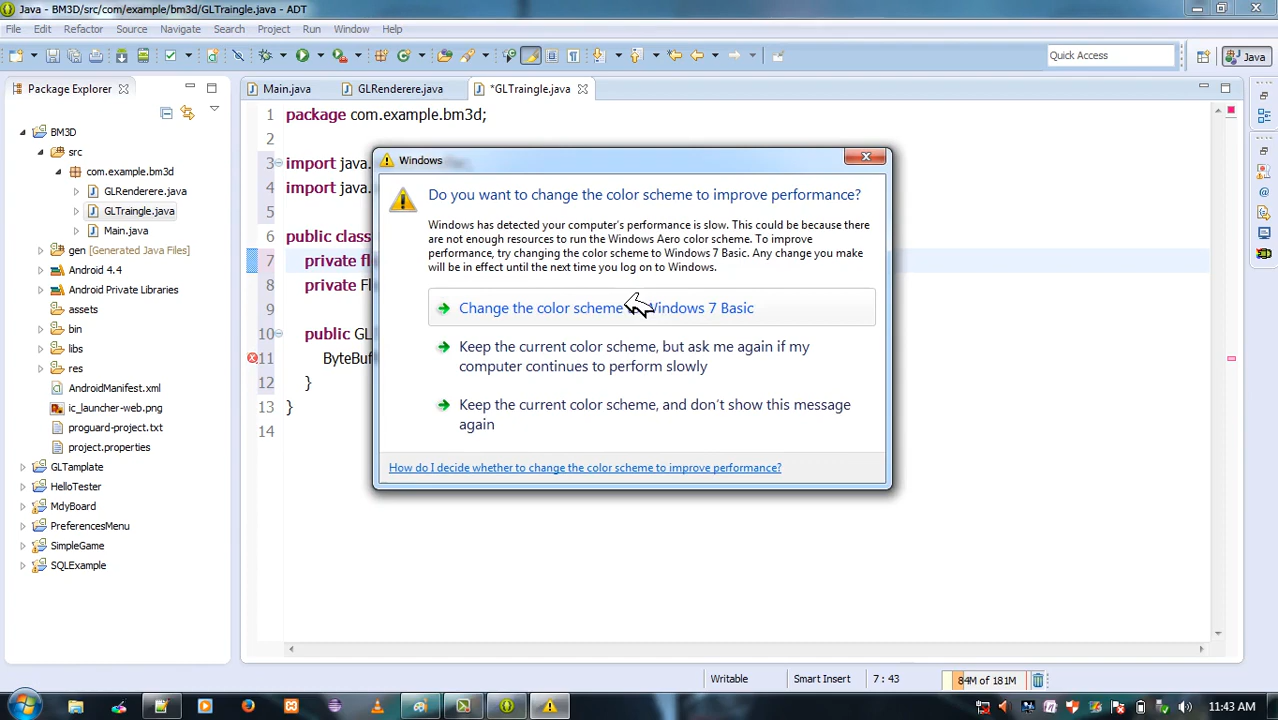 Java - BM3D/src/com/example/bm3d/GLTraingle.java - ADT
File Edit Refactor Source Navigate Search Project Run Window Help
Quick Access
Java
Package Explorer
Main.java GLRenderere.java *GLTraingle.java
BM3D
src
com.example.bm3d
GLRenderere.java
GLTraingle.java
Main.java
gen [Generated Java Files]
Android 4.4
Android Private Libraries
assets
bin
libs
res
AndroidManifest.xml
ic_launcher-web.png
proguard-project.txt
project.properties
GLTamplate
HelloTester
MdyBoard
PreferencesMenu
SimpleGame
SQLExample
1 package com.example.bm3d;
2
3 import java.
4 import java.
5
6 public class
7 private fl
8 private F
9
10 public GL
11 ByteBuf
12 }
13 }
14
Windows
Do you want to change the color scheme to improve performance?
Windows has detected your computer's performance is slow. This could be because
there are not enough resources to run the Windows Aero color scheme. To improve
performance, try changing the color scheme to Windows 7 Basic. Any change you make
will be in effect until the next time you log on to Windows.
Change the color scheme Windows 7 Basic
Keep the current color scheme, but ask me again if my
computer continues to perform slowly
Keep the current color scheme, and don't show this message
again
How do I decide whether to change the color scheme to improve performance?
Writable Smart Insert 7 : 43 84M of 181M
11:43 AM